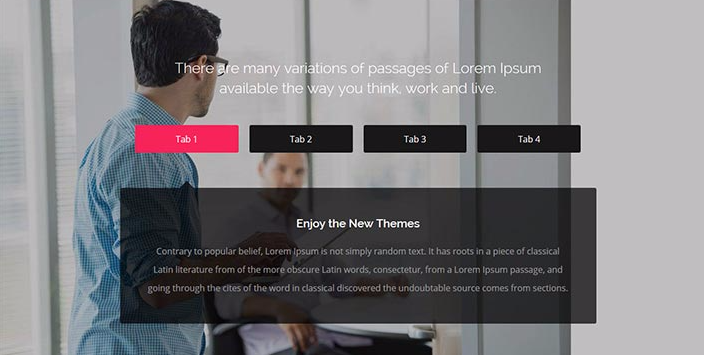 There are many variations of passages of Lorem Ipsum
available the way you think, work and live.
Tab 1 Tab 2 Tab 3 Tab 4
Enjoy the New Themes
Contrary to popular belief, Lorem Ipsum is not simply random text. It has roots in a piece of classical
Latin literature from of the more obscure Latin words, consectetur, from a Lorem Ipsum passage, and
going through the cites of the word in classical discovered the undoubtable source comes from sections.